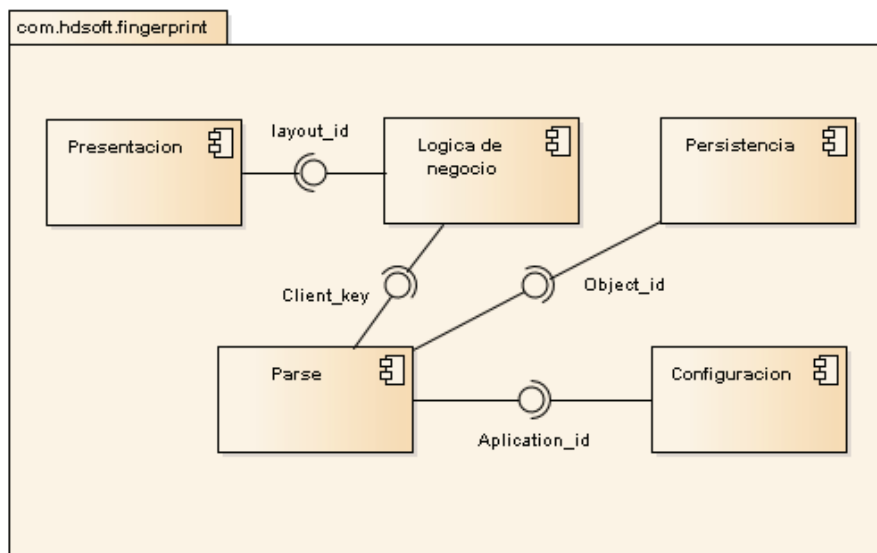 com.hdsoft.fingerprint
Presentacion
layout_id
Logica de
negocio
Persistencia
Client_key
Object_id
Parse
Configuracion
Aplication_id